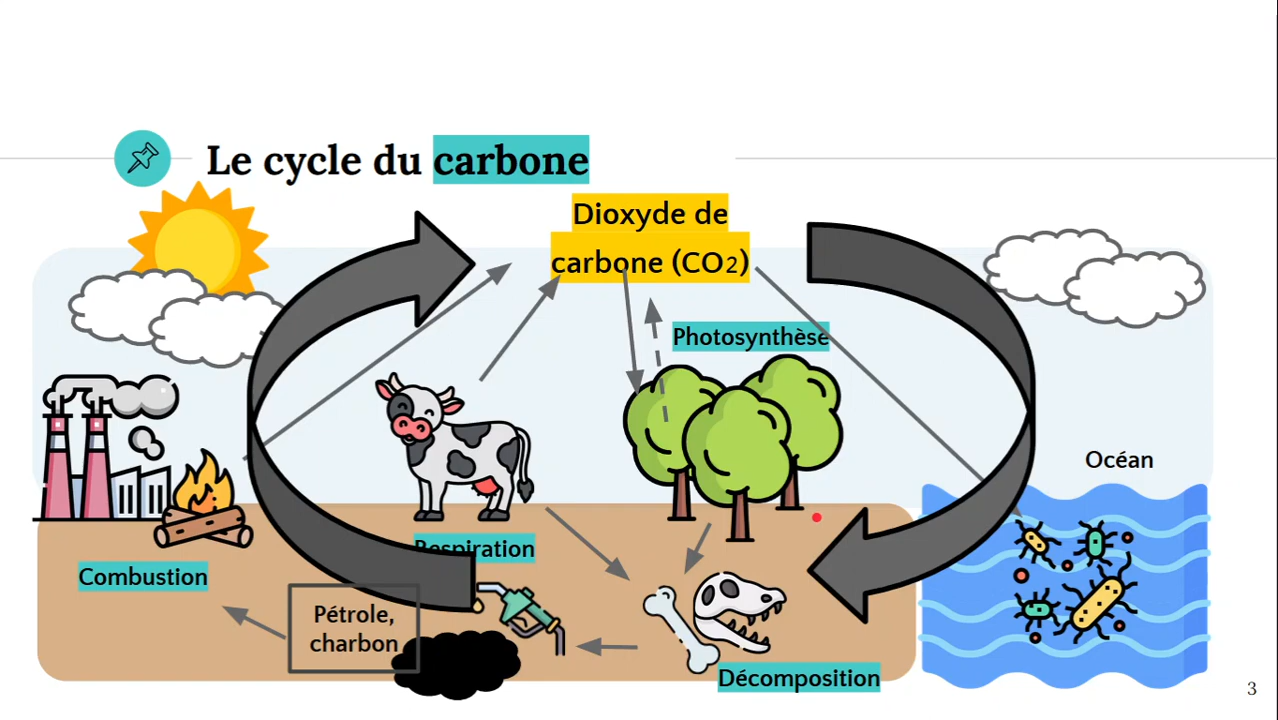 Le cycle du carbone
Dioxyde de
carbone (CO₂)
Photosynthèse
Océan
Respiration
Combustion
Pétrole,
charbon
Décomposition
3